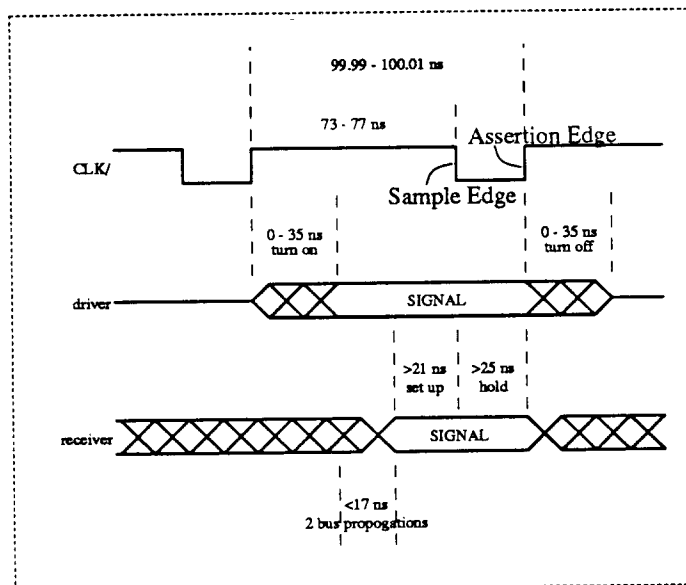 99.99 - 100.01 ns
73 - 77 ns
Assertion Edge
CLK/
Sample Edge
0 - 35 ns
turn on
0 - 35 ns
turn off
driver
SIGNAL
>21 ns
set up
>25 ns
hold
receiver
SIGNAL
<17 ns
2 bus propogations